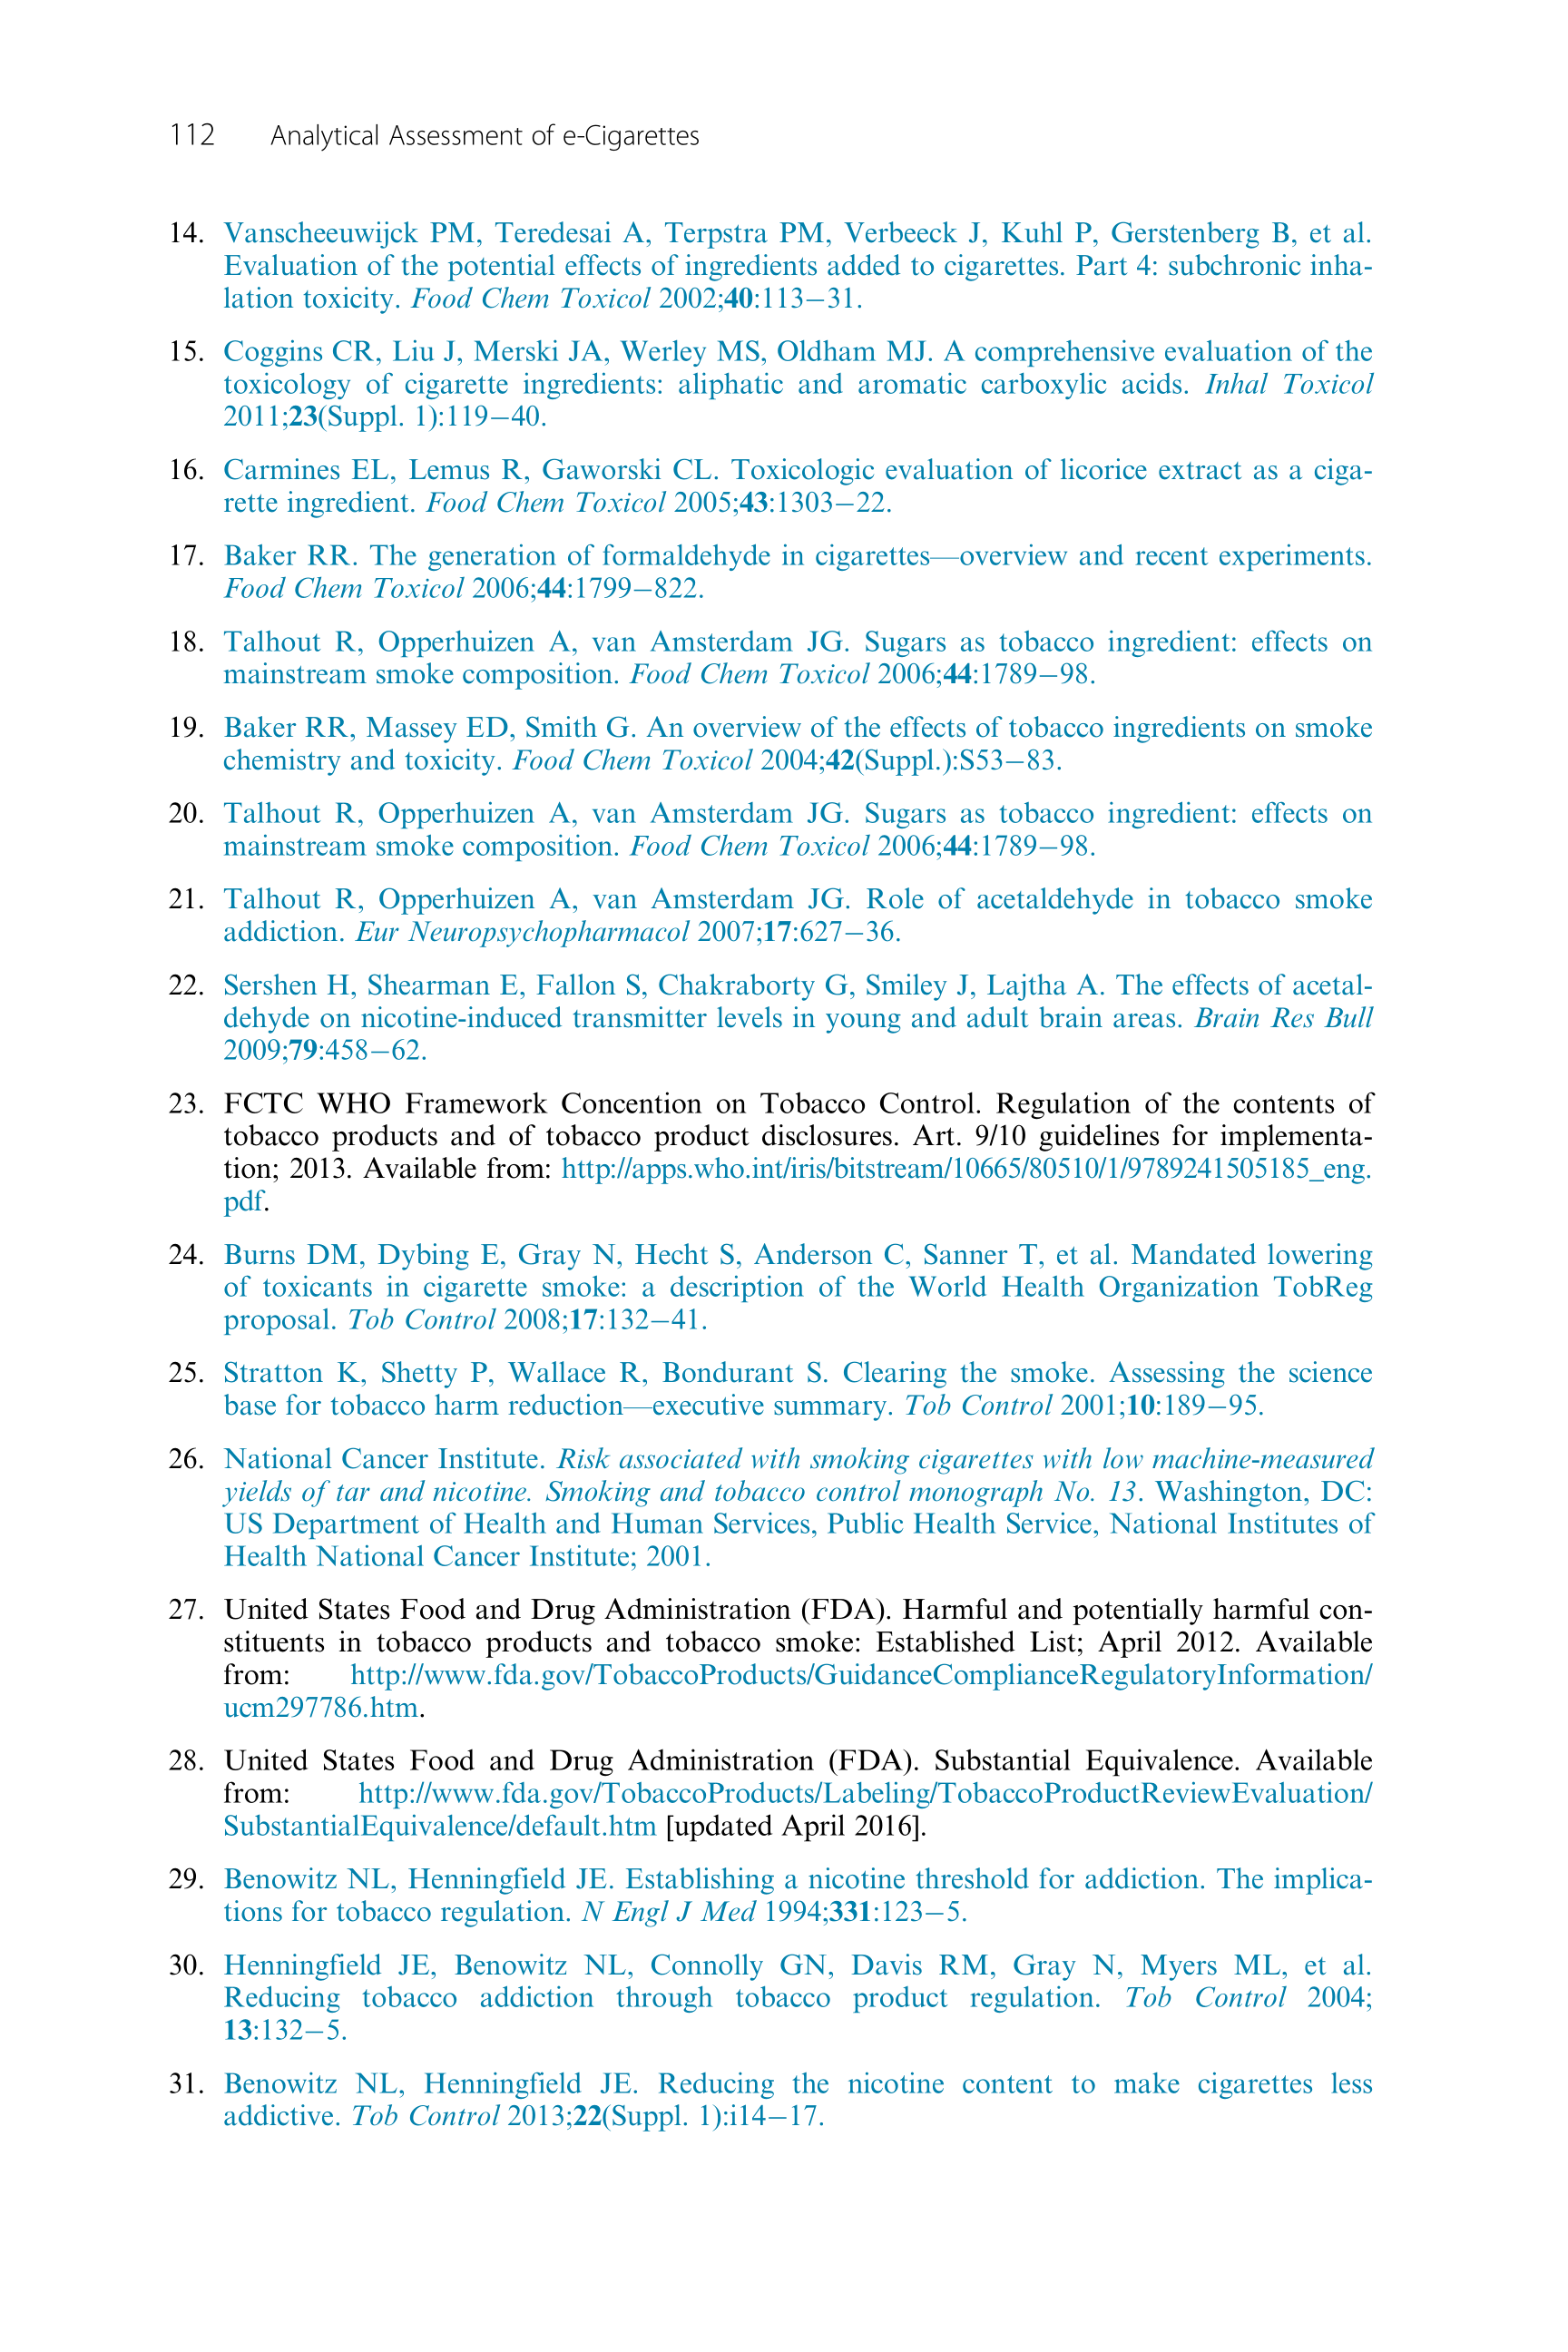 112 Analytical Assessment of e-Cigarettes
14. Vanscheeuwijck PM, Teredesai A, Terpstra PM, Verbeeck J, Kuhl P, Gerstenberg B, et al.
Evaluation of the potential effects of ingredients added to cigarettes. Part 4: subchronic inha-
lation toxicity. Food Chem Toxicol 2002;40:113−31.
15. Coggins CR, Liu J, Merski JA, Werley MS, Oldham MJ. A comprehensive evaluation of the
toxicology of cigarette ingredients: aliphatic and aromatic carboxylic acids. Inhal Toxicol
2011;23(Suppl. 1):119−40.
16. Carmines EL, Lemus R, Gaworski CL. Toxicologic evaluation of licorice extract as a ciga-
rette ingredient. Food Chem Toxicol 2005;43:1303−22.
17. Baker RR. The generation of formaldehyde in cigarettes—overview and recent experiments.
Food Chem Toxicol 2006;44:1799−822.
18. Talhout R, Opperhuizen A, van Amsterdam JG. Sugars as tobacco ingredient: effects on
mainstream smoke composition. Food Chem Toxicol 2006;44:1789−98.
19. Baker RR, Massey ED, Smith G. An overview of the effects of tobacco ingredients on smoke
chemistry and toxicity. Food Chem Toxicol 2004;42(Suppl.):S53−83.
20. Talhout R, Opperhuizen A, van Amsterdam JG. Sugars as tobacco ingredient: effects on
mainstream smoke composition. Food Chem Toxicol 2006;44:1789−98.
21. Talhout R, Opperhuizen A, van Amsterdam JG. Role of acetaldehyde in tobacco smoke
addiction. Eur Neuropsychopharmacol 2007;17:627−36.
22. Sershen H, Shearman E, Fallon S, Chakraborty G, Smiley J, Lajtha A. The effects of acetal-
dehyde on nicotine-induced transmitter levels in young and adult brain areas. Brain Res Bull
2009;79:458−62.
23. FCTC WHO Framework Concention on Tobacco Control. Regulation of the contents of
tobacco products and of tobacco product disclosures. Art. 9/10 guidelines for implementa-
tion; 2013. Available from: http://apps.who.int/iris/bitstream/10665/80510/1/9789241505185_eng.
pdf.
24. Burns DM, Dybing E, Gray N, Hecht S, Anderson C, Sanner T, et al. Mandated lowering
of toxicants in cigarette smoke: a description of the World Health Organization TobReg
proposal. Tob Control 2008;17:132−41.
25. Stratton K, Shetty P, Wallace R, Bondurant S. Clearing the smoke. Assessing the science
base for tobacco harm reduction—executive summary. Tob Control 2001;10:189−95.
26. National Cancer Institute. Risk associated with smoking cigarettes with low machine-measured
yields of tar and nicotine. Smoking and tobacco control monograph No. 13. Washington, DC:
US Department of Health and Human Services, Public Health Service, National Institutes of
Health National Cancer Institute; 2001.
27. United States Food and Drug Administration (FDA). Harmful and potentially harmful con-
stituents in tobacco products and tobacco smoke: Established List; April 2012. Available
from: http://www.fda.gov/TobaccoProducts/GuidanceComplianceRegulatoryInformation/
ucm297786.htm.
28. United States Food and Drug Administration (FDA). Substantial Equivalence. Available
from: http://www.fda.gov/TobaccoProducts/Labeling/TobaccoProductReviewEvaluation/
SubstantialEquivalence/default.htm [updated April 2016].
29. Benowitz NL, Henningfield JE. Establishing a nicotine threshold for addiction. The implica-
tions for tobacco regulation. N Engl J Med 1994;331:123−5.
30. Henningfield JE, Benowitz NL, Connolly GN, Davis RM, Gray N, Myers ML, et al.
Reducing tobacco addiction through tobacco product regulation. Tob Control 2004;
13:132−5.
31. Benowitz NL, Henningfield JE. Reducing the nicotine content to make cigarettes less
addictive. Tob Control 2013;22(Suppl. 1):i14−17.